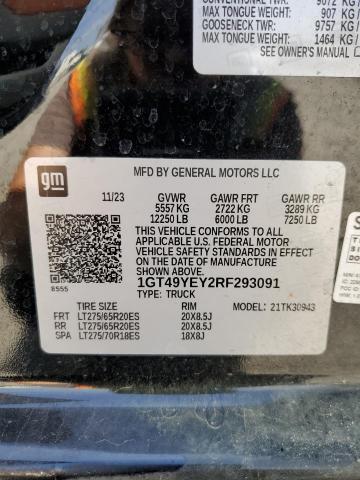 CONVENTIONAL TWR: 9072 KG/
MAX TONGUE WEIGHT: 907 KG/
GOOSENECK TWR: 9757 KG/
MAX TONGUE WEIGHT: 1464 KG/
SEE OWNER'S MANUAL
gm
MFD BY GENERAL MOTORS LLC
11/23 GVWR GAWR FRT GAWR RR
5557 KG 2722 KG 3289 KG
12250 LB 6000 LB 7250 LB
THIS VEHICLE CONFORMS TO ALL
APPLICABLE U.S. FEDERAL MOTOR
VEHICLE SAFETY STANDARDS IN EFFECT ON
THE DATE OF MANUFACTURE SHOWN ABOVE.
1GT49YEY2RF293091
8555
TYPE: TRUCK
TIRE SIZE RIM MODEL: 21TK30943
FRT LT275/65R20ES 20X8.5J
RR LT275/65R20ES 20X8.5J
SPA LT275/70R18ES 18X8J